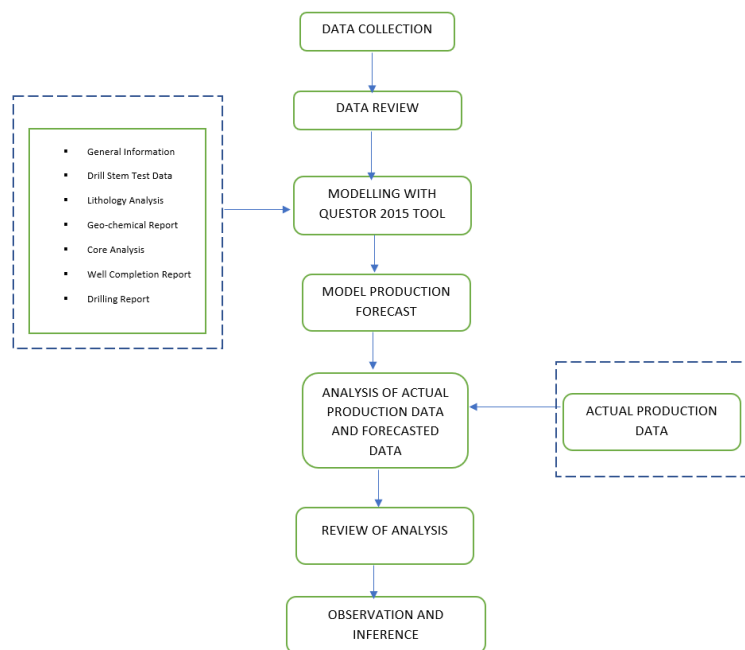 DATA COLLECTION
DATA REVIEW
General Information
Drill Stem Test Data
Lithology Analysis
Geo-chemical Report
Core Analysis
Well Completion Report
Drilling Report
MODELLING WITH
QUESTOR 2015 TOOL
MODEL PRODUCTION
FORECAST
ANALYSIS OF ACTUAL
PRODUCTION DATA
AND FORECASTED
DATA
ACTUAL PRODUCTION
DATA
REVIEW OF ANALYSIS
OBSERVATION AND
INFERENCE